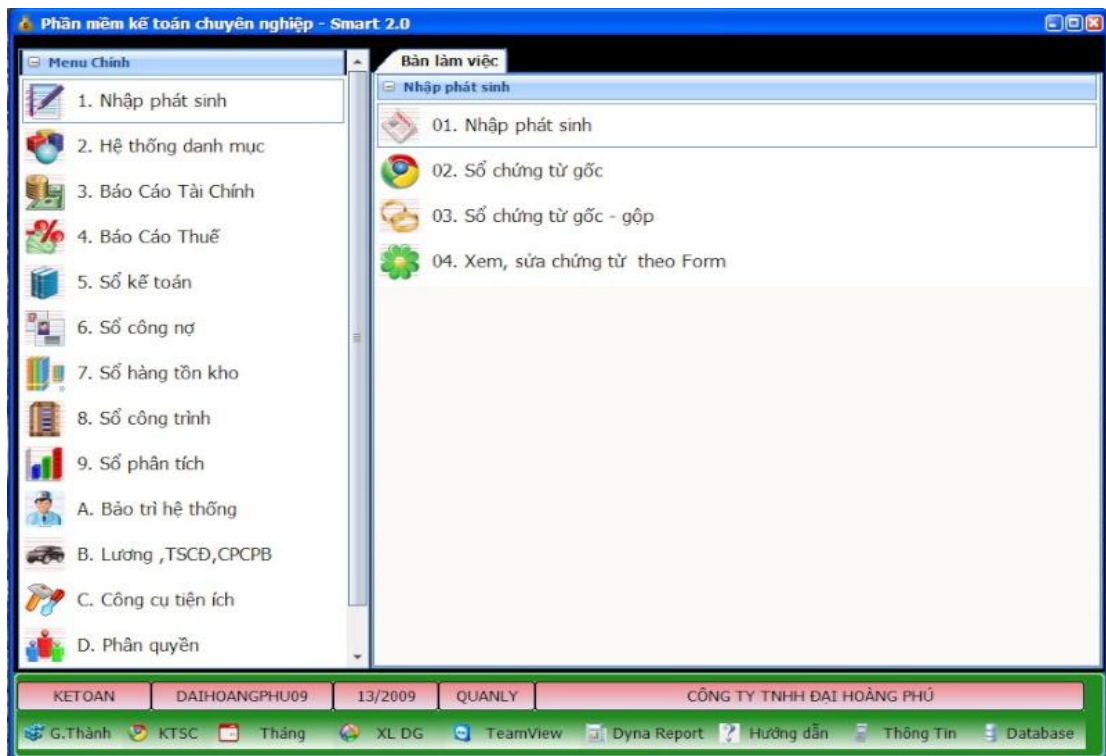 Phần mềm kế toán chuyên nghiệp - Smart 2.0
Menu Chính
1. Nhập phát sinh
2. Hệ thống danh mục
3. Báo Cáo Tài Chính
4. Báo Cáo Thuế
5. Sổ kế toán
6. Sổ công nợ
7. Sổ hàng tồn kho
8. Sổ công trình
9. Sổ phân tích
A. Bảo trì hệ thống
B. Lương ,TSCĐ,CPCPB
C. Công cụ tiện ích
D. Phân quyền
Bàn làm việc
Nhập phát sinh
01. Nhập phát sinh
02. Sổ chứng từ gốc
03. Sổ chứng từ gốc - gộp
04. Xem, sửa chứng từ theo Form
KETOAN DAIHOANGPHU09 13/2009 QUANLY CÔNG TY TNHH ĐẠI HOÀNG PHÚ
G.Thành KTSC Tháng XL DG TeamView Dyna Report Hướng dẫn Thông Tin Database